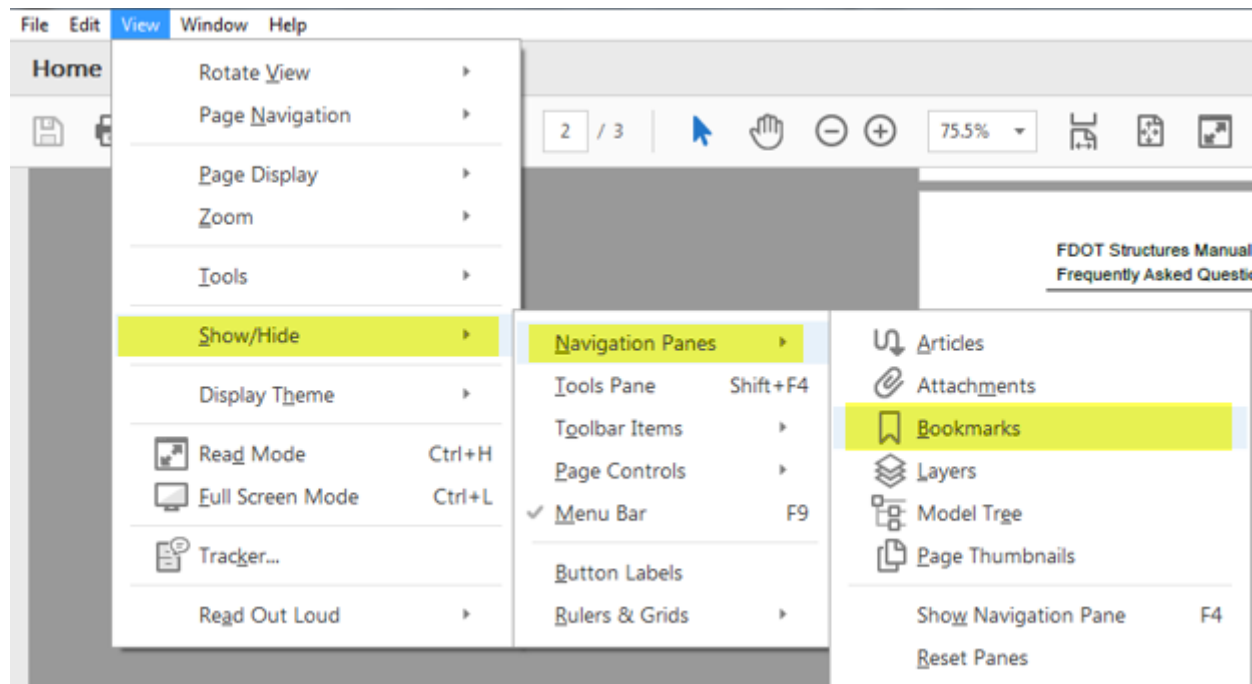 File Edit View Window Help
Home
2 / 3
75.5%
Rotate View
Page Navigation
Page Display
Zoom
Tools
Show/Hide
Display Theme
Read Mode Ctrl+H
Full Screen Mode Ctrl+L
Tracker...
Read Out Loud
Navigation Panes
Tools Pane Shift+F4
Toolbar Items
Page Controls
Menu Bar F9
Button Labels
Rulers & Grids
Articles
Attachments
Bookmarks
Layers
Model Tree
Page Thumbnails
Show Navigation Pane F4
Reset Panes
FDOT Structures Manual
Frequently Asked